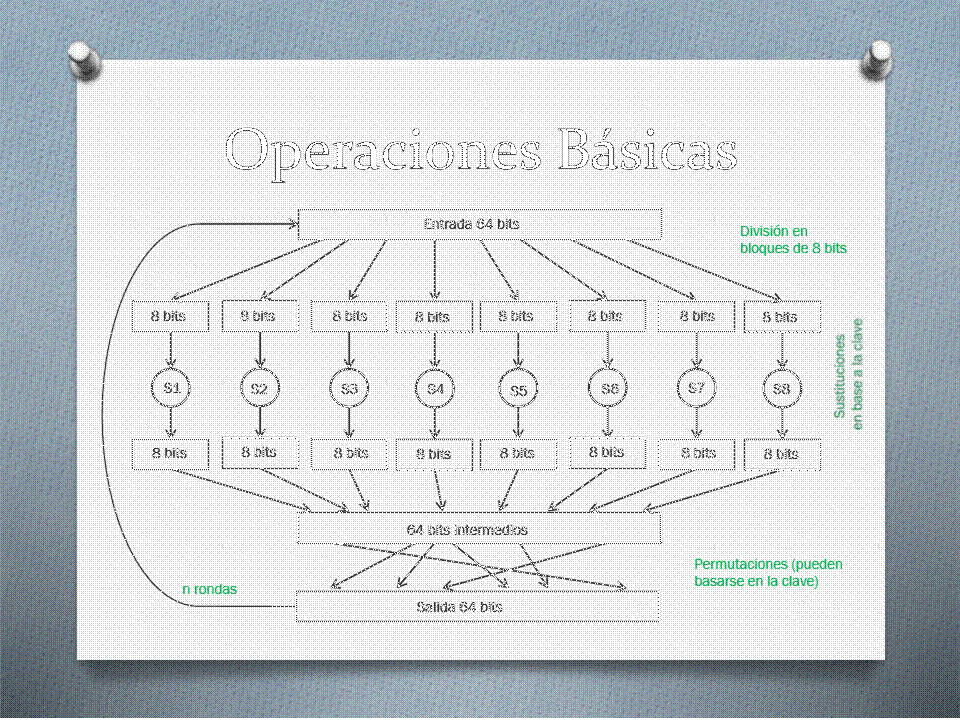 Operaciones Básicas
Entrada 64 bits
División en
bloques de 8 bits
8 bits
8 bits
8 bits
8 bits
8 bits
8 bits
8 bits
8 bits
Sustituciones
en base a la clave
S1
S2
S3
S4
S5
S6
S7
S8
8 bits
8 bits
8 bits
8 bits
8 bits
8 bits
8 bits
8 bits
64 bits intermedios
Permutaciones (pueden
basarse en la clave)
n rondas
Salida 64 bits